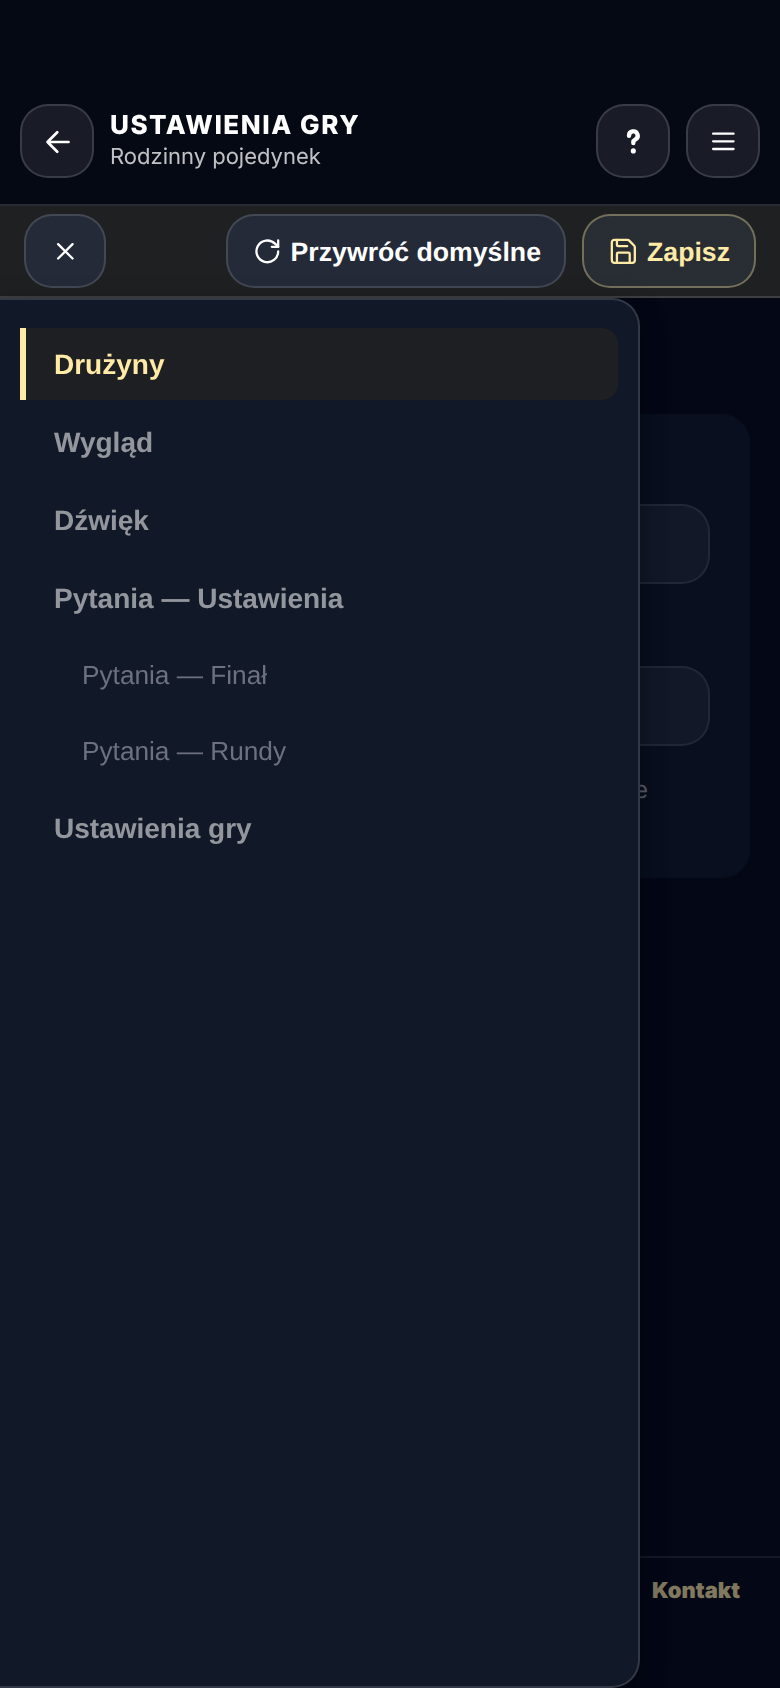 USTAWIENIA GRY
Rodzinny pojedynek
?
Przywróć domyślne
Zapisz
Drużyny
Wygląd
Dźwięk
Pytania — Ustawienia
Pytania — Finał
Pytania — Rundy
Ustawienia gry
Kontakt